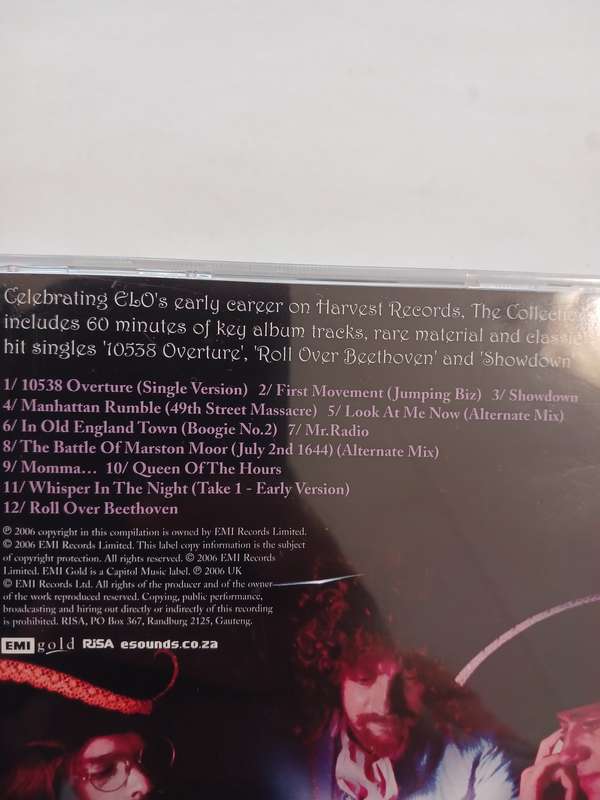 Celebrating ELO's early career on Harvest Records, The Collection
includes 60 minutes of key album tracks, rare material and classic
hit singles '10538 Overture', 'Roll Over Beethoven' and 'Showdown'
1/ 10538 Overture (Single Version) 2/ First Movement (Jumping Biz) 3/ Showdown
4/ Manhattan Rumble (49th Street Massacre) 5/ Look At Me Now (Alternate Mix)
6/ In Old England Town (Boogie No.2) 7/ Mr.Radio
8/ The Battle Of Marston Moor (July 2nd 1644) (Alternate Mix)
9/ Momma... 10/ Queen Of The Hours
11/ Whisper In The Night (Take 1 - Early Version)
12/ Roll Over Beethoven
℗ 2006 copyright in this compilation is owned by EMI Records Limited.
© 2006 EMI Records Limited. This label copy information is the subject
of copyright protection. All rights reserved. © 2006 EMI Records
Limited. EMI Gold is a Capitol Music label. ℗ 2006 UK
© EMI Records Ltd. All rights of the producer and of the owner
of the work reproduced reserved. Copying, public performance,
broadcasting and hiring out directly or indirectly of this recording
is prohibited. RISA, PO Box 367, Randburg 2125, Gauteng.
EMI gold RiSA esounds.co.za